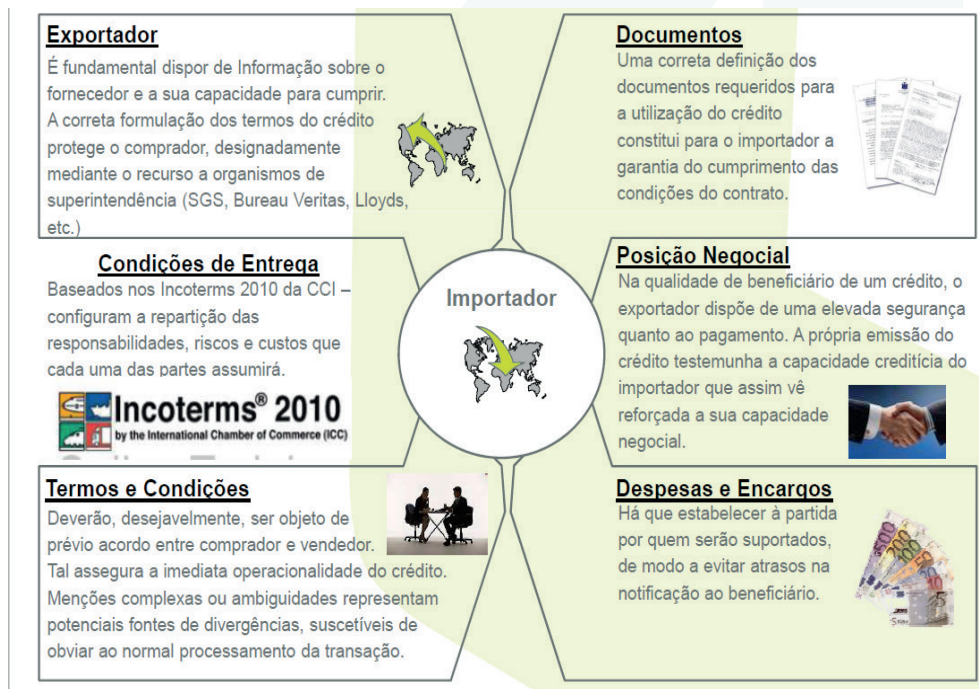 Exportador
É fundamental dispor de Informação sobre o
fornecedor e a sua capacidade para cumprir.
A correta formulação dos termos do crédito
protege o comprador, designadamente
mediante o recurso a organismos de
superintendência (SGS, Bureau Veritas, Lloyds,
etc.)
Documentos
Uma correta definição dos
documentos requeridos para
a utilização do crédito
constitui para o importador a
garantia do cumprimento das
condições do contrato.
Condições de Entrega
Baseados nos Incoterms 2010 da CCI –
configuram a repartição das
responsabilidades, riscos e custos que
cada uma das partes assumirá.
Incoterms® 2010
by the International Chamber of Commerce (ICC)
Importador
Posição Negocial
Na qualidade de beneficiário de um crédito, o
exportador dispõe de uma elevada segurança
quanto ao pagamento. A própria emissão do
crédito testemunha a capacidade creditícia do
importador que assim vê
reforçada a sua capacidade
negocial.
Termos e Condições
Deverão, desejavelmente, ser objeto de
prévio acordo entre comprador e vendedor.
Tal assegura a imediata operacionalidade do crédito.
Menções complexas ou ambiguidades representam
potenciais fontes de divergências, suscetíveis de
obviar ao normal processamento da transação.
Despesas e Encargos
Há que estabelecer à partida
por quem serão suportados,
de modo a evitar atrasos na
notificação ao beneficiário.